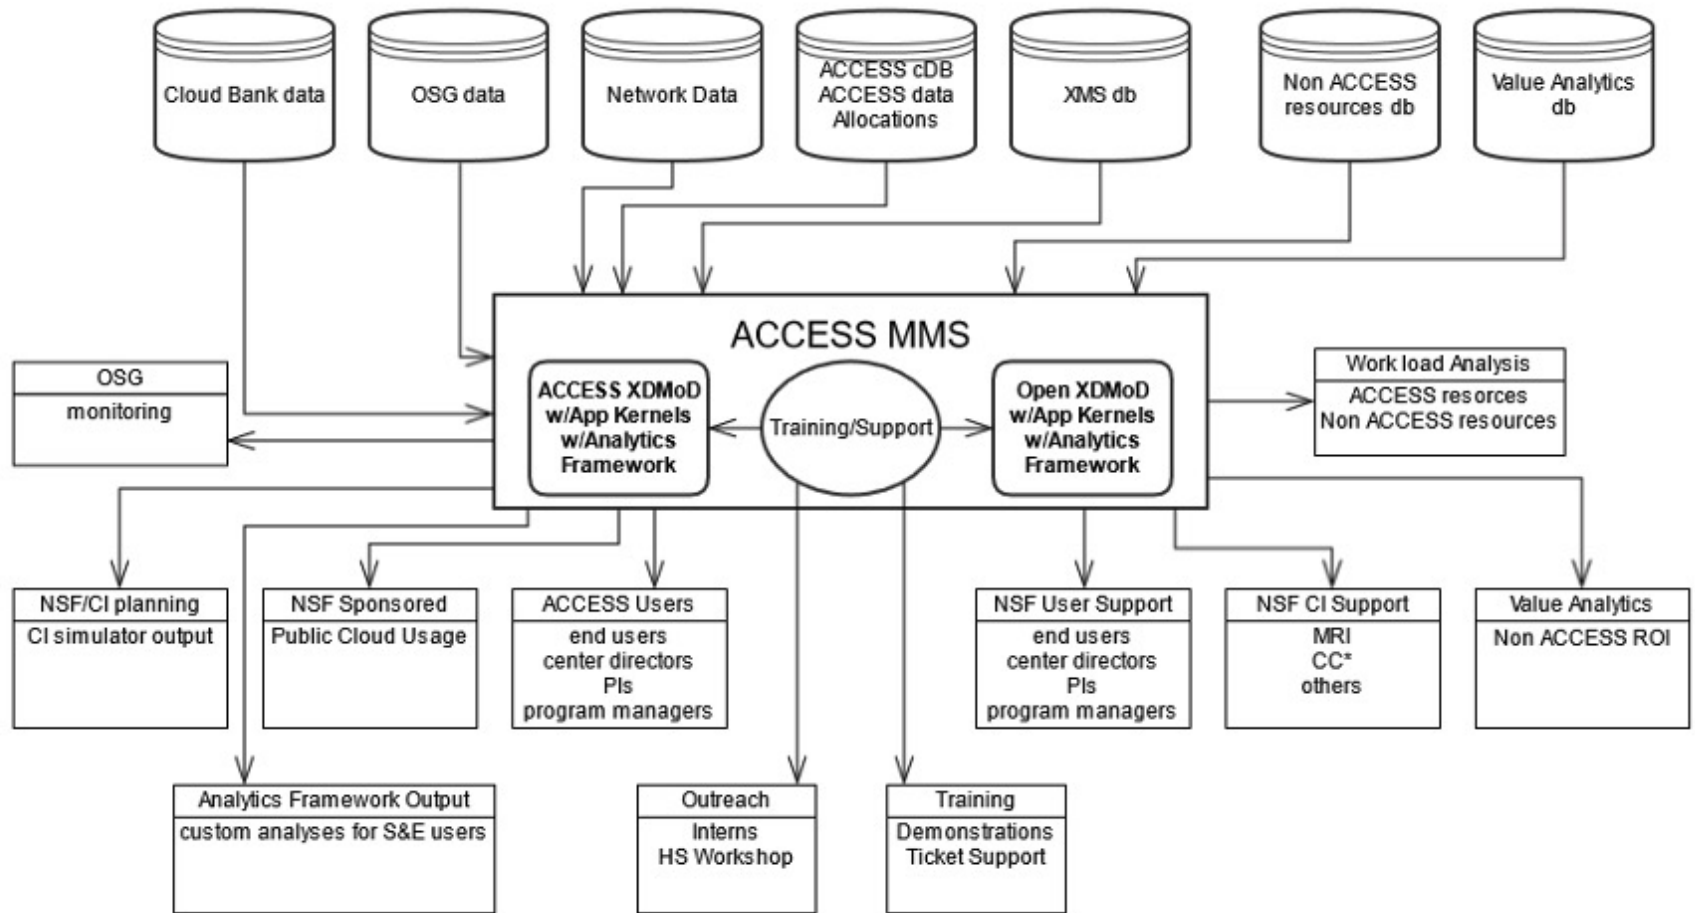 Cloud Bank data
OSG data
Network Data
ACCESS cDB
ACCESS data
Allocations
XMS db
Non ACCESS
resources db
Value Analytics
db
ACCESS MMS
OSG
monitoring
ACCESS XDMoD
w/App Kernels
w/Analytics
Framework
Training/Support
Open XDMoD
w/App Kernels
w/Analytics
Framework
Work load Analysis
ACCESS resorces
Non ACCESS resources
NSF/CI planning
CI simulator output
NSF Sponsored
Public Cloud Usage
ACCESS Users
end users
center directors
PIs
program managers
NSF User Support
end users
center directors
PIs
program managers
NSF CI Support
MRI
CC*
others
Value Analytics
Non ACCESS ROI
Analytics Framework Output
custom analyses for S&E users
Outreach
Interns
HS Workshop
Training
Demonstrations
Ticket Support